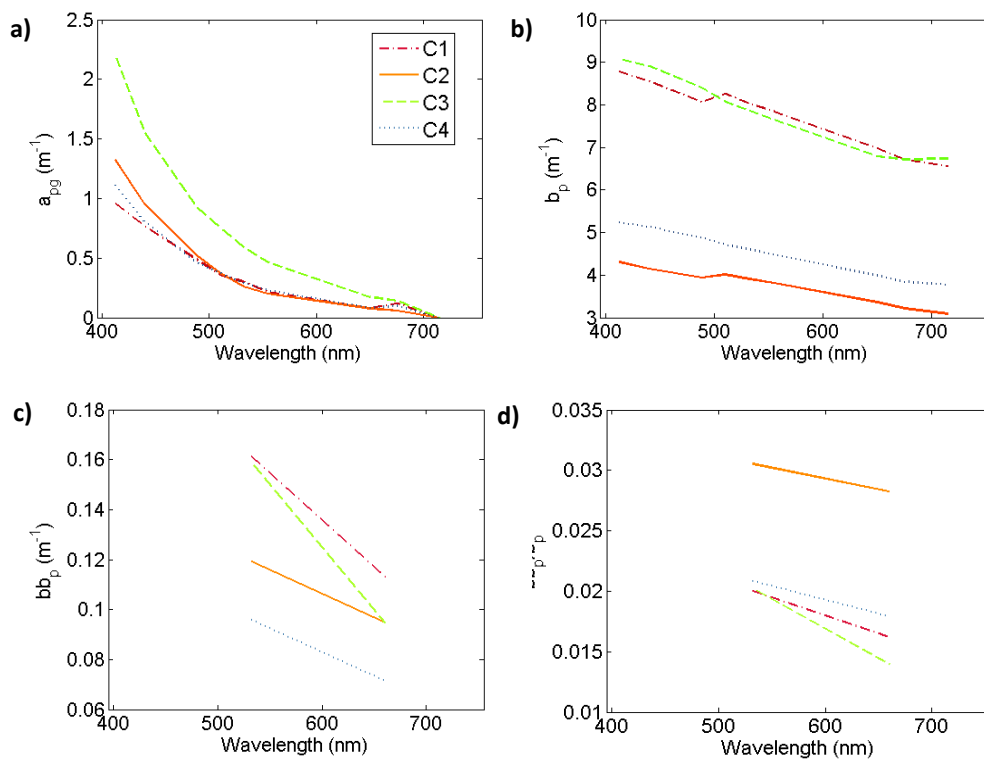 a)
2.5
2
1.5
1
0.5
0
a_pg (m^-1)
400 500 600 700
Wavelength (nm)
C1
C2
C3
C4
b)
10
9
8
7
6
5
4
3
b_p (m^-1)
400 500 600 700
Wavelength (nm)
c)
0.18
0.16
0.14
0.12
0.1
0.08
0.06
bb_p (m^-1)
400 500 600 700
Wavelength (nm)
d)
0.035
0.03
0.025
0.02
0.015
0.01
400 500 600 700
Wavelength (nm)